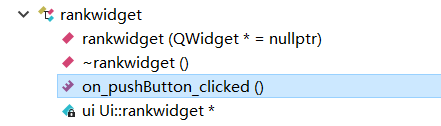 rankwidget
rankwidget (QWidget * = nullptr)
~rankwidget ()
on_pushButton_clicked ()
ui Ui::rankwidget *